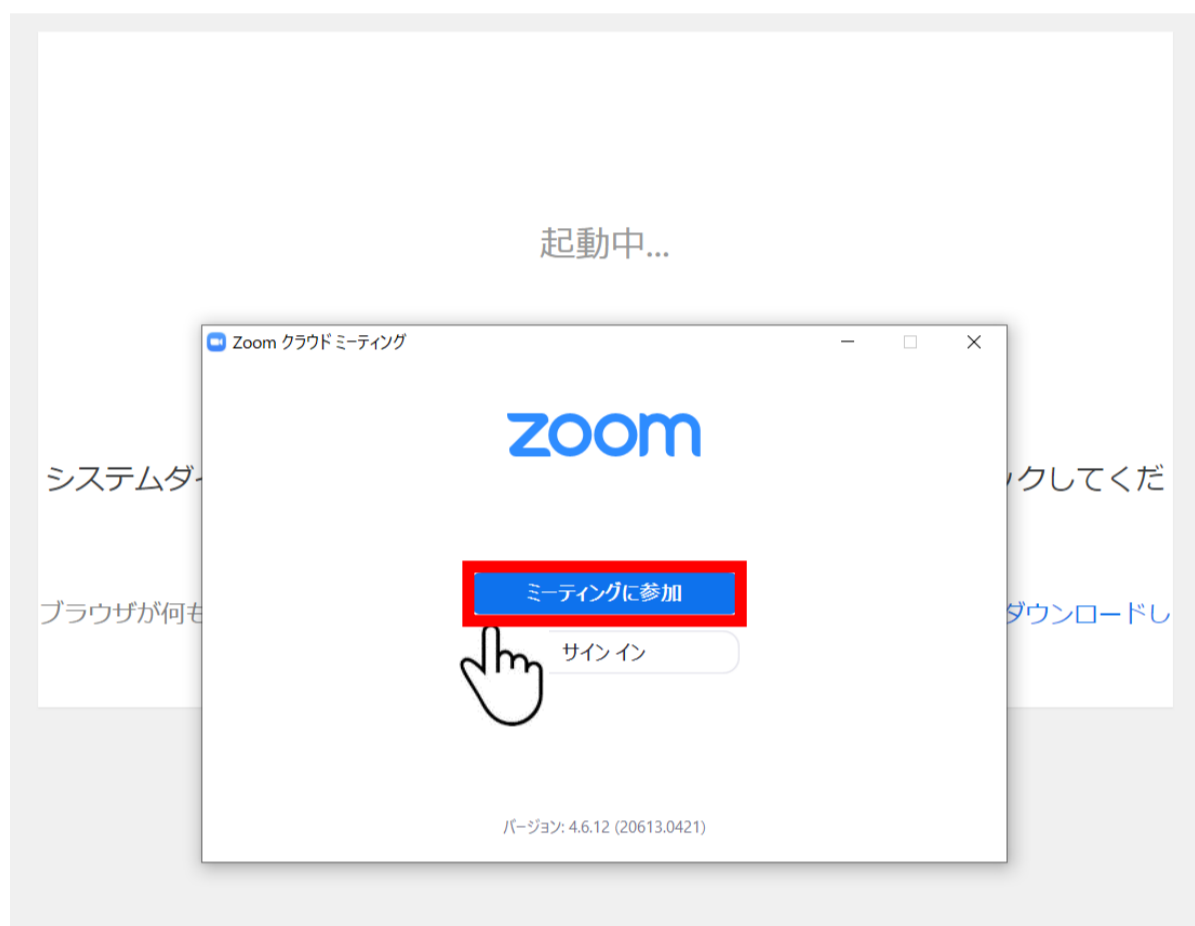 起動中...
Zoom クラウド ミーティング
zoom
システムダ
ックしてくだ
ミーティングに参加
ブラウザが何も
ダウンロードし
サイン イン
バージョン: 4.6.12 (20613.0421)